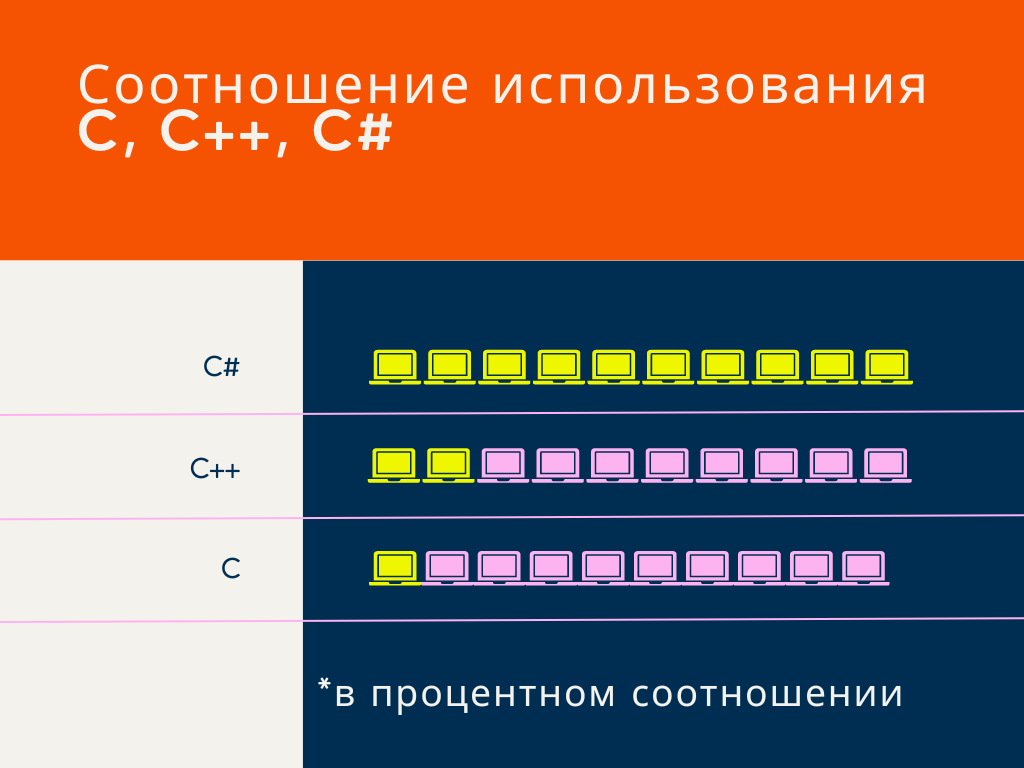 Соотношение использования
C, C++, C#
C#
C++
C
*в процентном соотношении